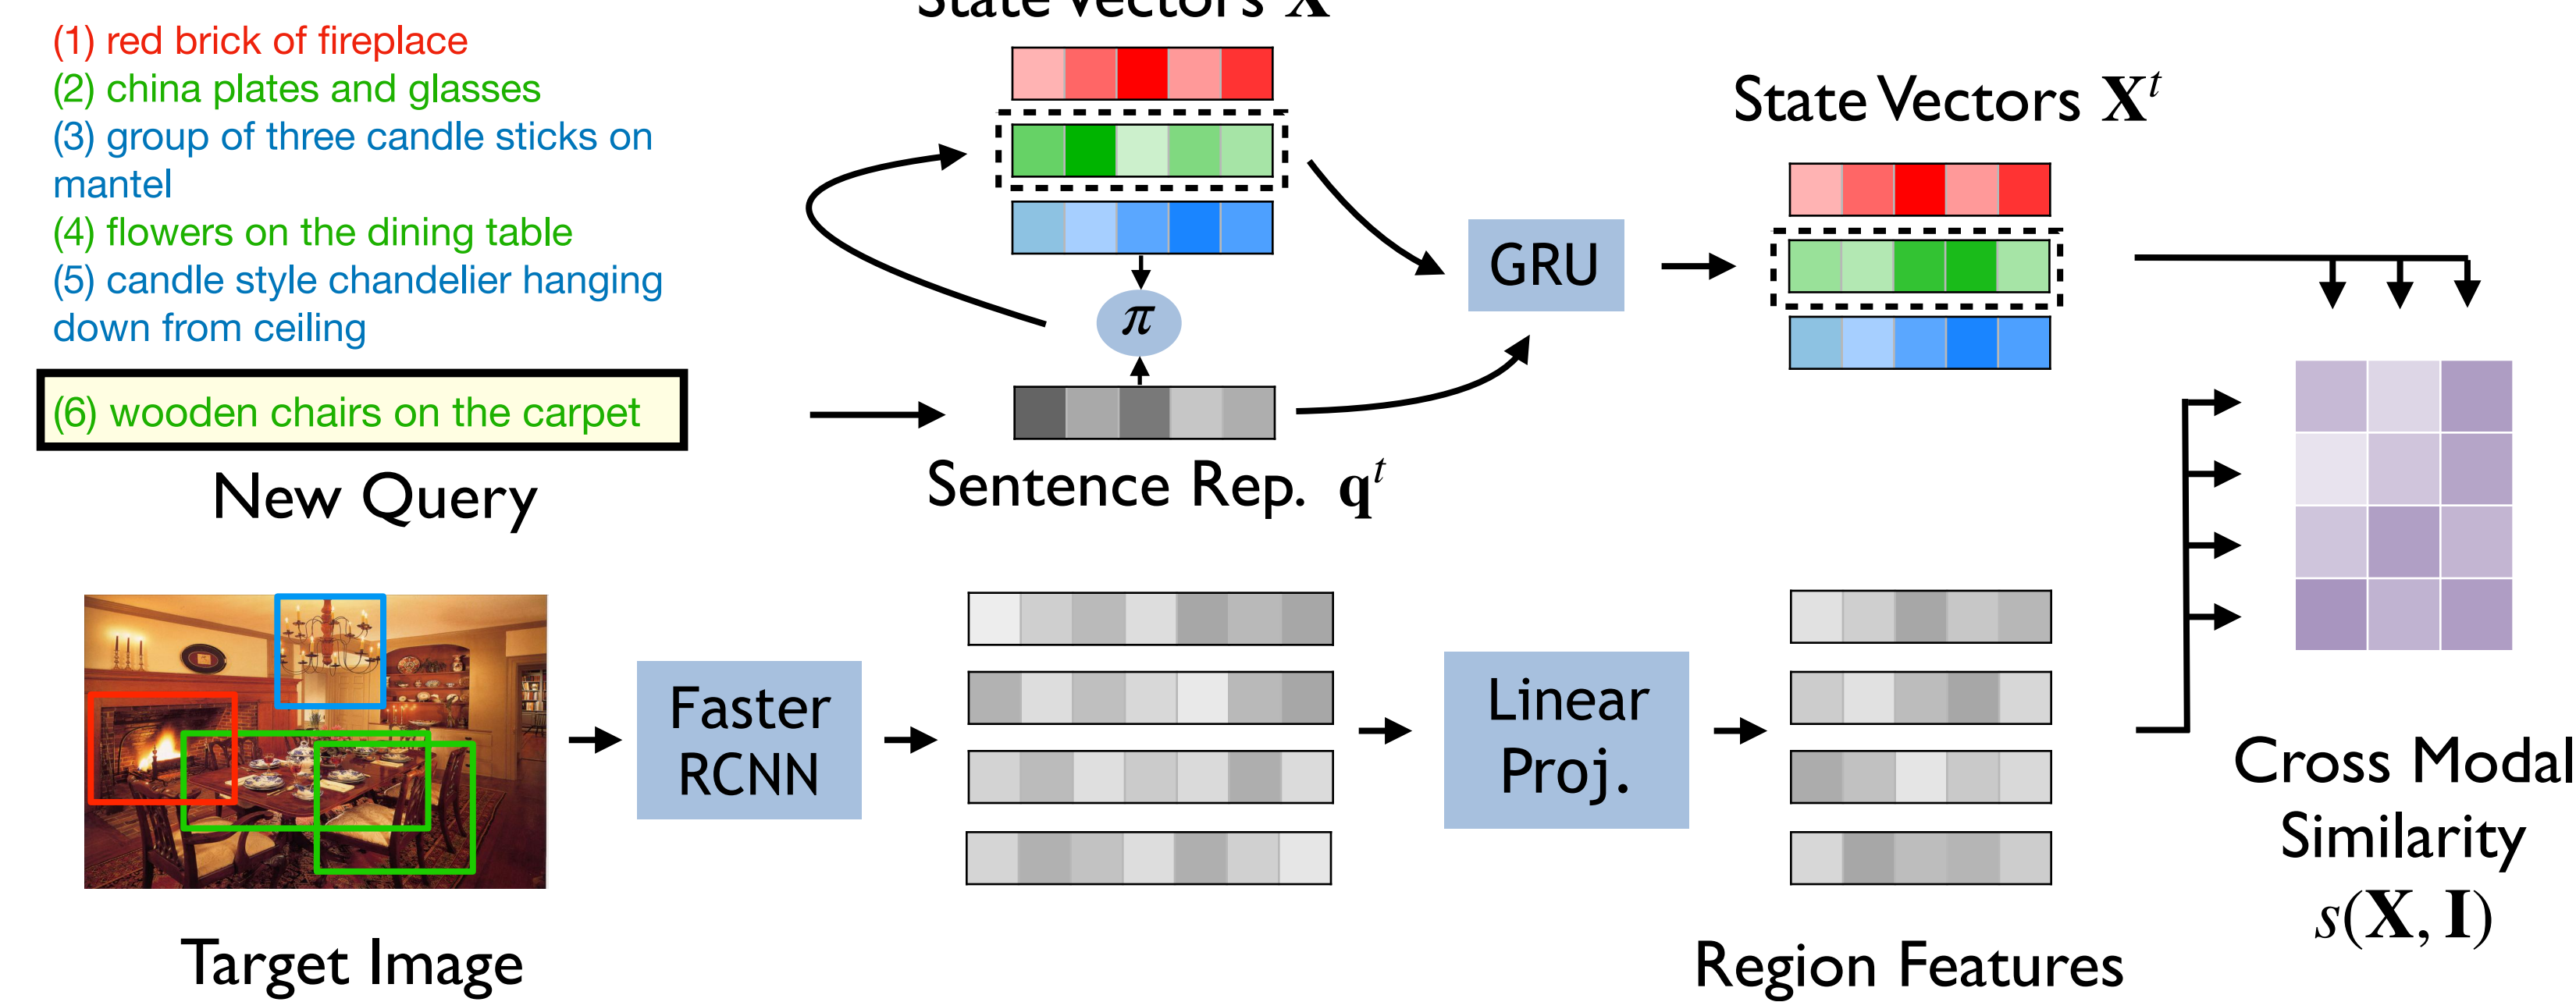 State Vectors X
(1) red brick of fireplace
(2) china plates and glasses
(3) group of three candle sticks on
mantel
(4) flowers on the dining table
(5) candle style chandelier hanging
down from ceiling
(6) wooden chairs on the carpet
New Query
π
Sentence Rep. q^t
GRU
State Vectors X^t
Target Image
Faster
RCNN
Linear
Proj.
Region Features
Cross Modal
Similarity
s(X, I)